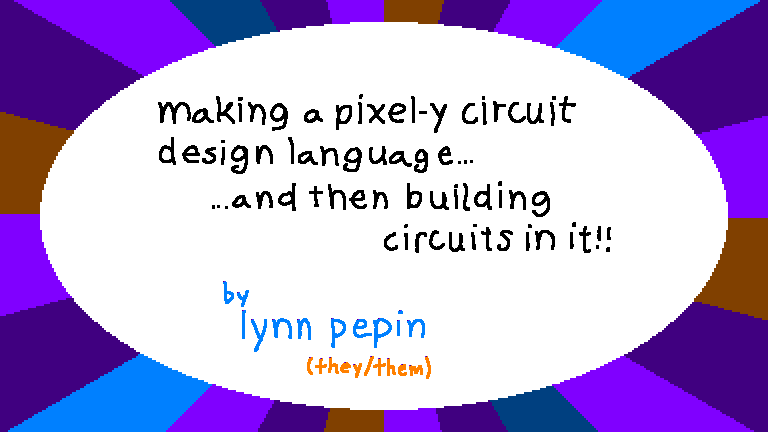 making a pixel-y circuit
design language...
...and then building
circuits in it!!
by
lynn pepin
(they/them)